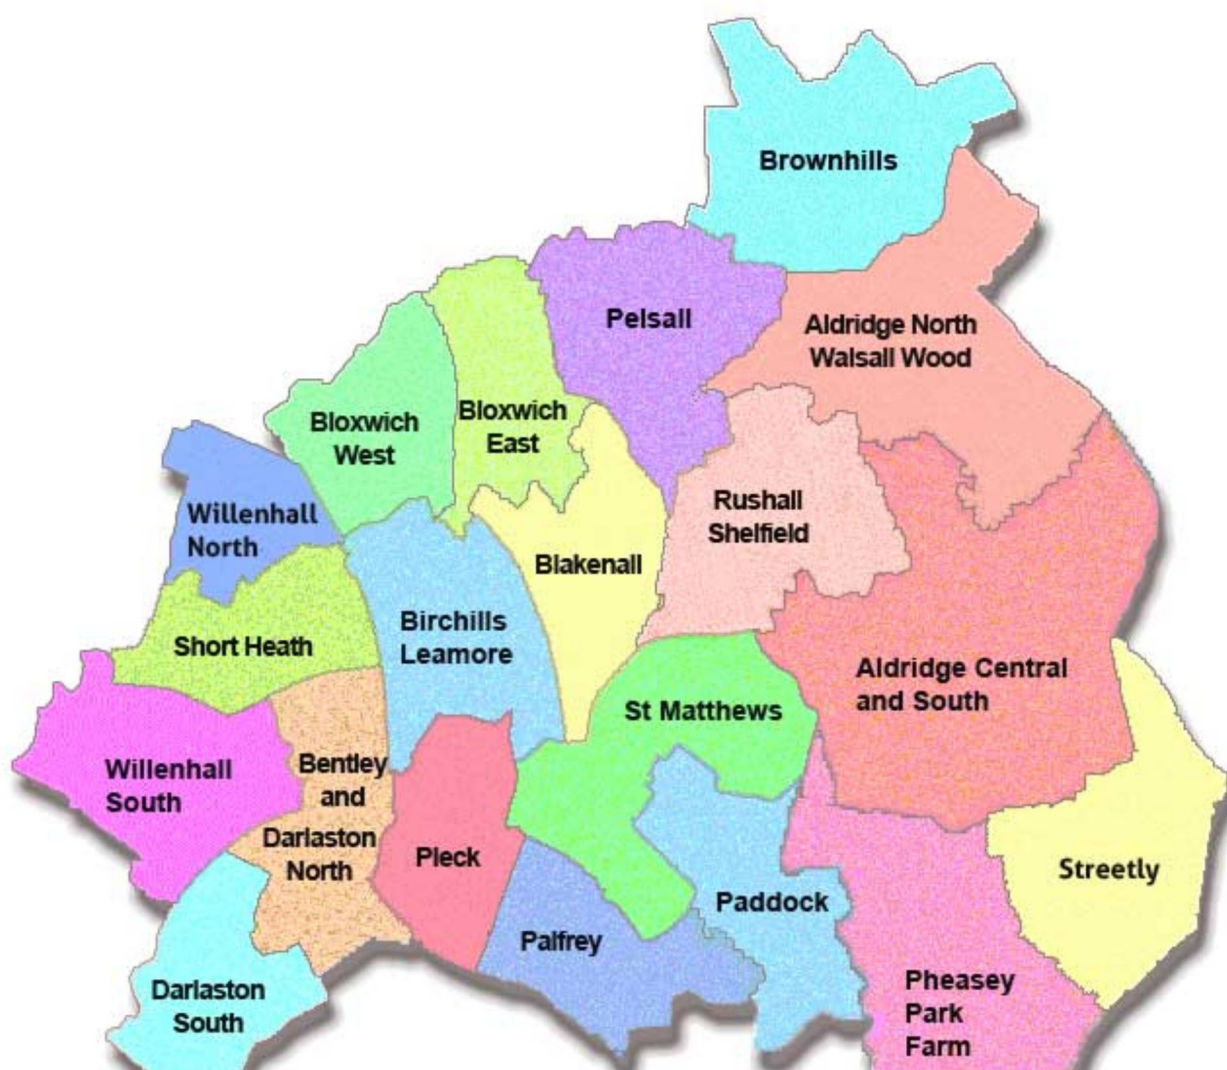 Brownhills
Pelsall
Aldridge North
Walsall Wood
Bloxwich
West
Bloxwich
East
Willenhall
North
Rushall
Shelfield
Blakenall
Short Heath
Birchills
Leamore
Aldridge Central
and South
St Matthews
Willenhall
South
Bentley
and
Darlaston
North
Pleck
Streetly
Paddock
Palfrey
Darlaston
South
Pheasey
Park
Farm